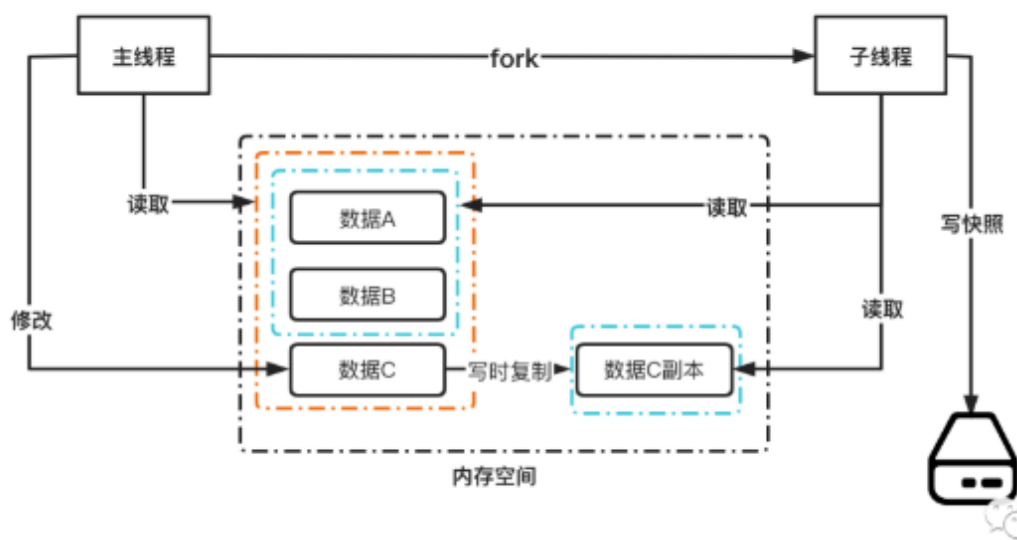 主线程
fork
子线程
读取
数据A
读取
写快照
数据B
修改
读取
数据C
写时复制
数据C副本
内存空间